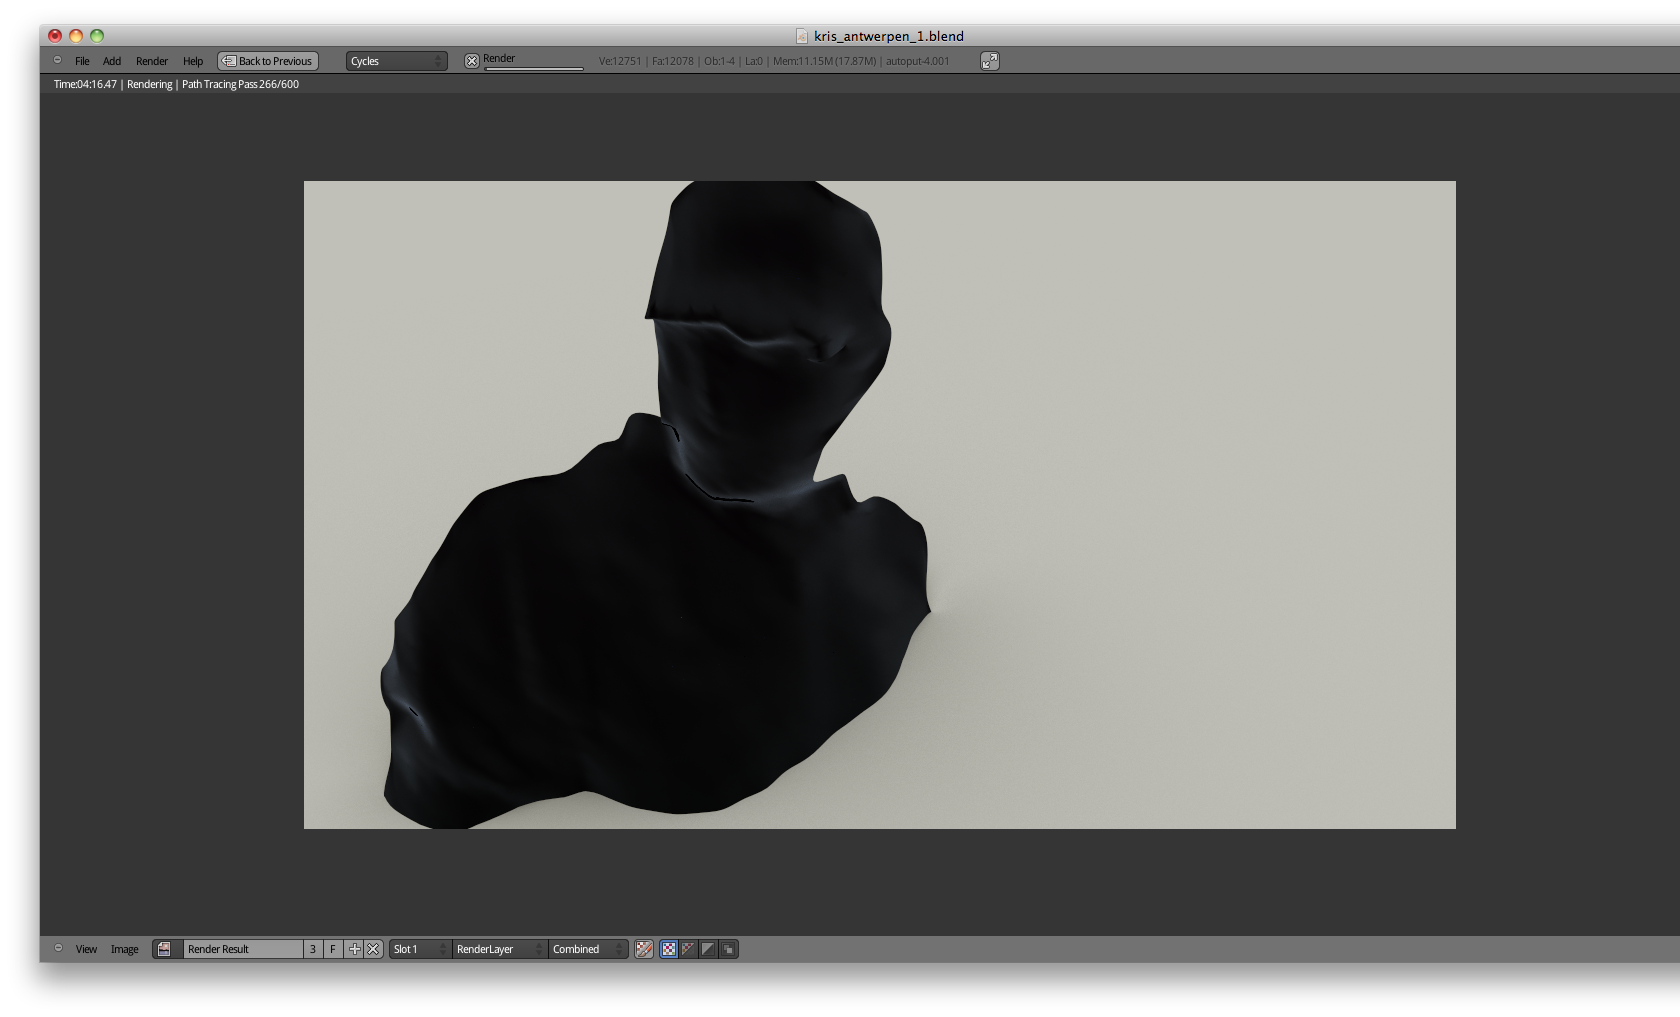 kris_antwerpen_1.blend
File Add Render Help Back to Previous Cycles Render Ve:12751 | Fa:12078 | Ob:1-4 | La:0 | Mem:11.15M (17.87M) | autoput-4.001
Time:04:16.47 | Rendering | Path Tracing Pass 266/600
View Image Render Result 3 F Slot 1 RenderLayer Combined